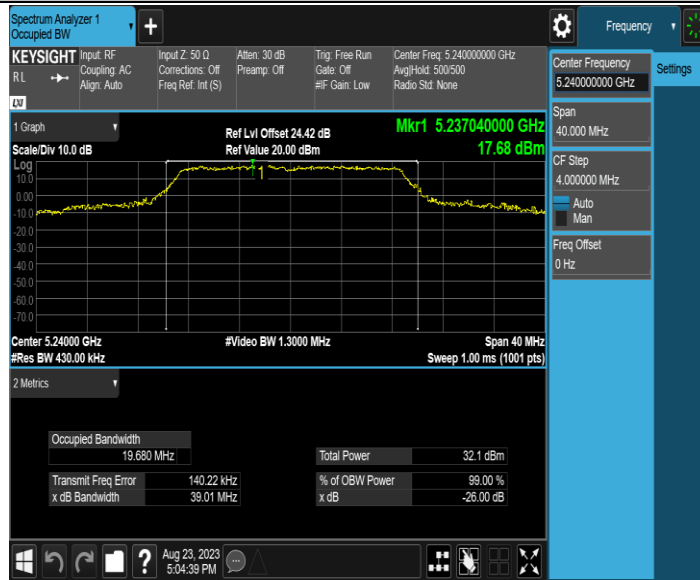 Spectrum Analyzer 1
Occupied BW
+
Frequency
KEYSIGHT
R L
LXI
Input: RF
Coupling: AC
Align: Auto
Input Z: 50 Ω
Corrections: Off
Freq Ref: Int (S)
Atten: 30 dB
Preamp: Off
Trig: Free Run
Gate: Off
#IF Gain: Low
Center Freq: 5.240000000 GHz
Avg|Hold: 500/500
Radio Std: None
Center Frequency
5.240000000 GHz
Settings
Span
40.000 MHz
CF Step
4.000000 MHz
Auto
Man
Freq Offset
0 Hz
1 Graph
Ref Lvl Offset 24.42 dB
Mkr1 5.237040000 GHz
Scale/Div 10.0 dB
Ref Value 20.00 dBm
17.68 dBm
Log
10.0
0.00
-10.0
-20.0
-30.0
-40.0
-50.0
-60.0
-70.0
1
Center 5.24000 GHz
#Video BW 1.3000 MHz
Span 40 MHz
#Res BW 430.00 kHz
Sweep 1.00 ms (1001 pts)
2 Metrics
Occupied Bandwidth
19.680 MHz
Total Power 32.1 dBm
Transmit Freq Error 140.22 kHz
% of OBW Power 99.00 %
x dB Bandwidth 39.01 MHz
x dB -26.00 dB
?
Aug 23, 2023
5:04:39 PM